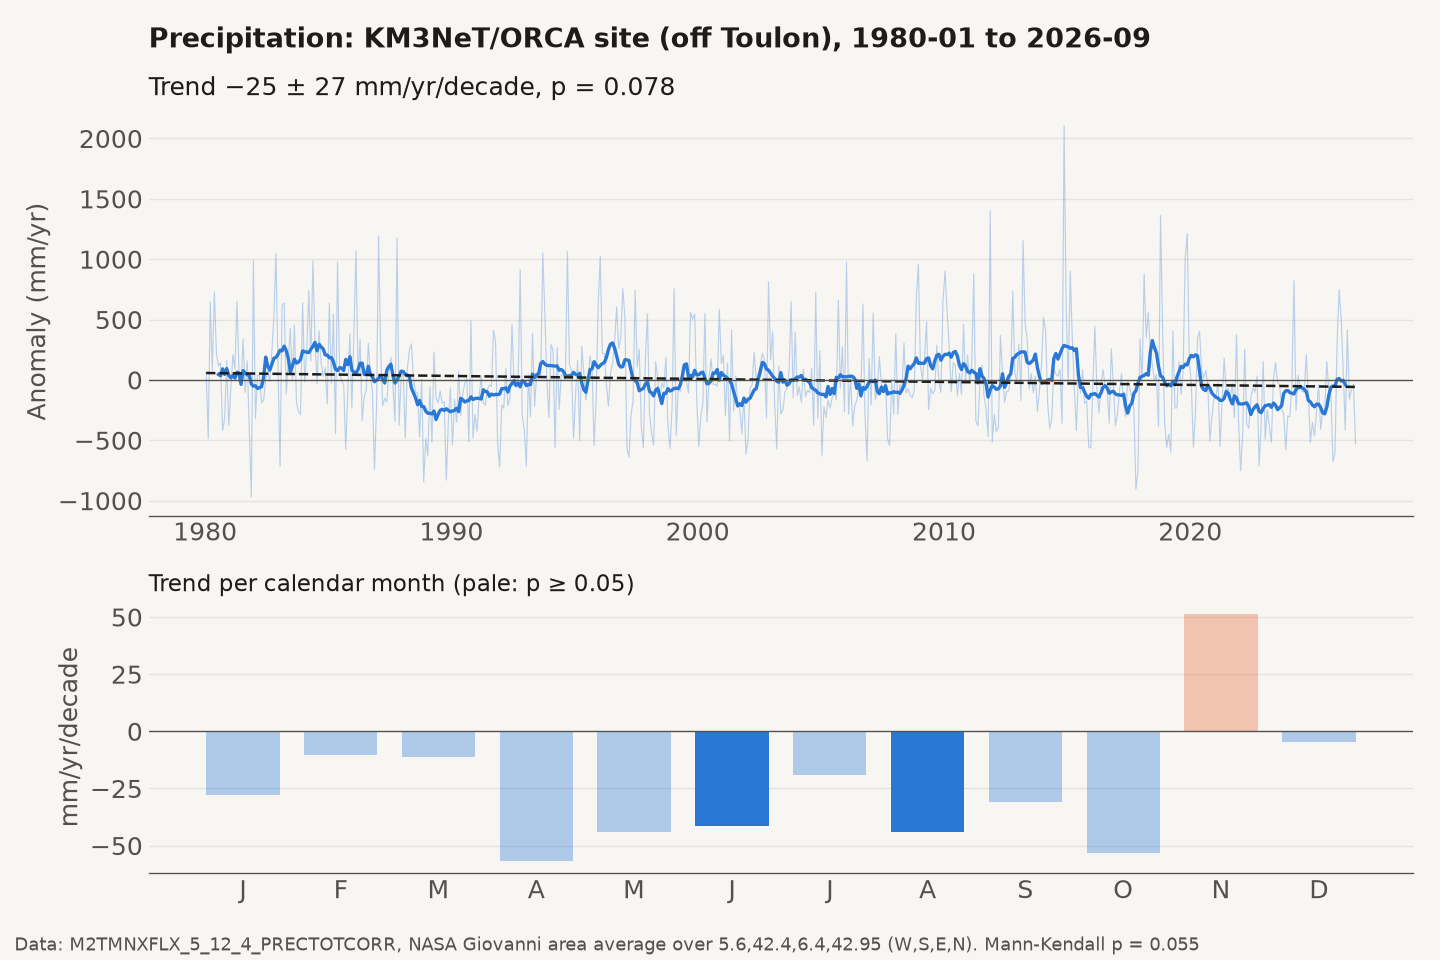 Precipitation: KM3NeT/ORCA site (off Toulon), 1980-01 to 2026-09
Trend −25 ± 27 mm/yr/decade, p = 0.078
Anomaly (mm/yr)
2000
1500
1000
500
0
−500
−1000
1980 1990 2000 2010 2020
Trend per calendar month (pale: p ≥ 0.05)
mm/yr/decade
50
25
0
−25
−50
J F M A M J J A S O N D
Data: M2TMNXFLX_5_12_4_PRECTOTCORR, NASA Giovanni area average over 5.6,42.4,6.4,42.95 (W,S,E,N). Mann-Kendall p = 0.055